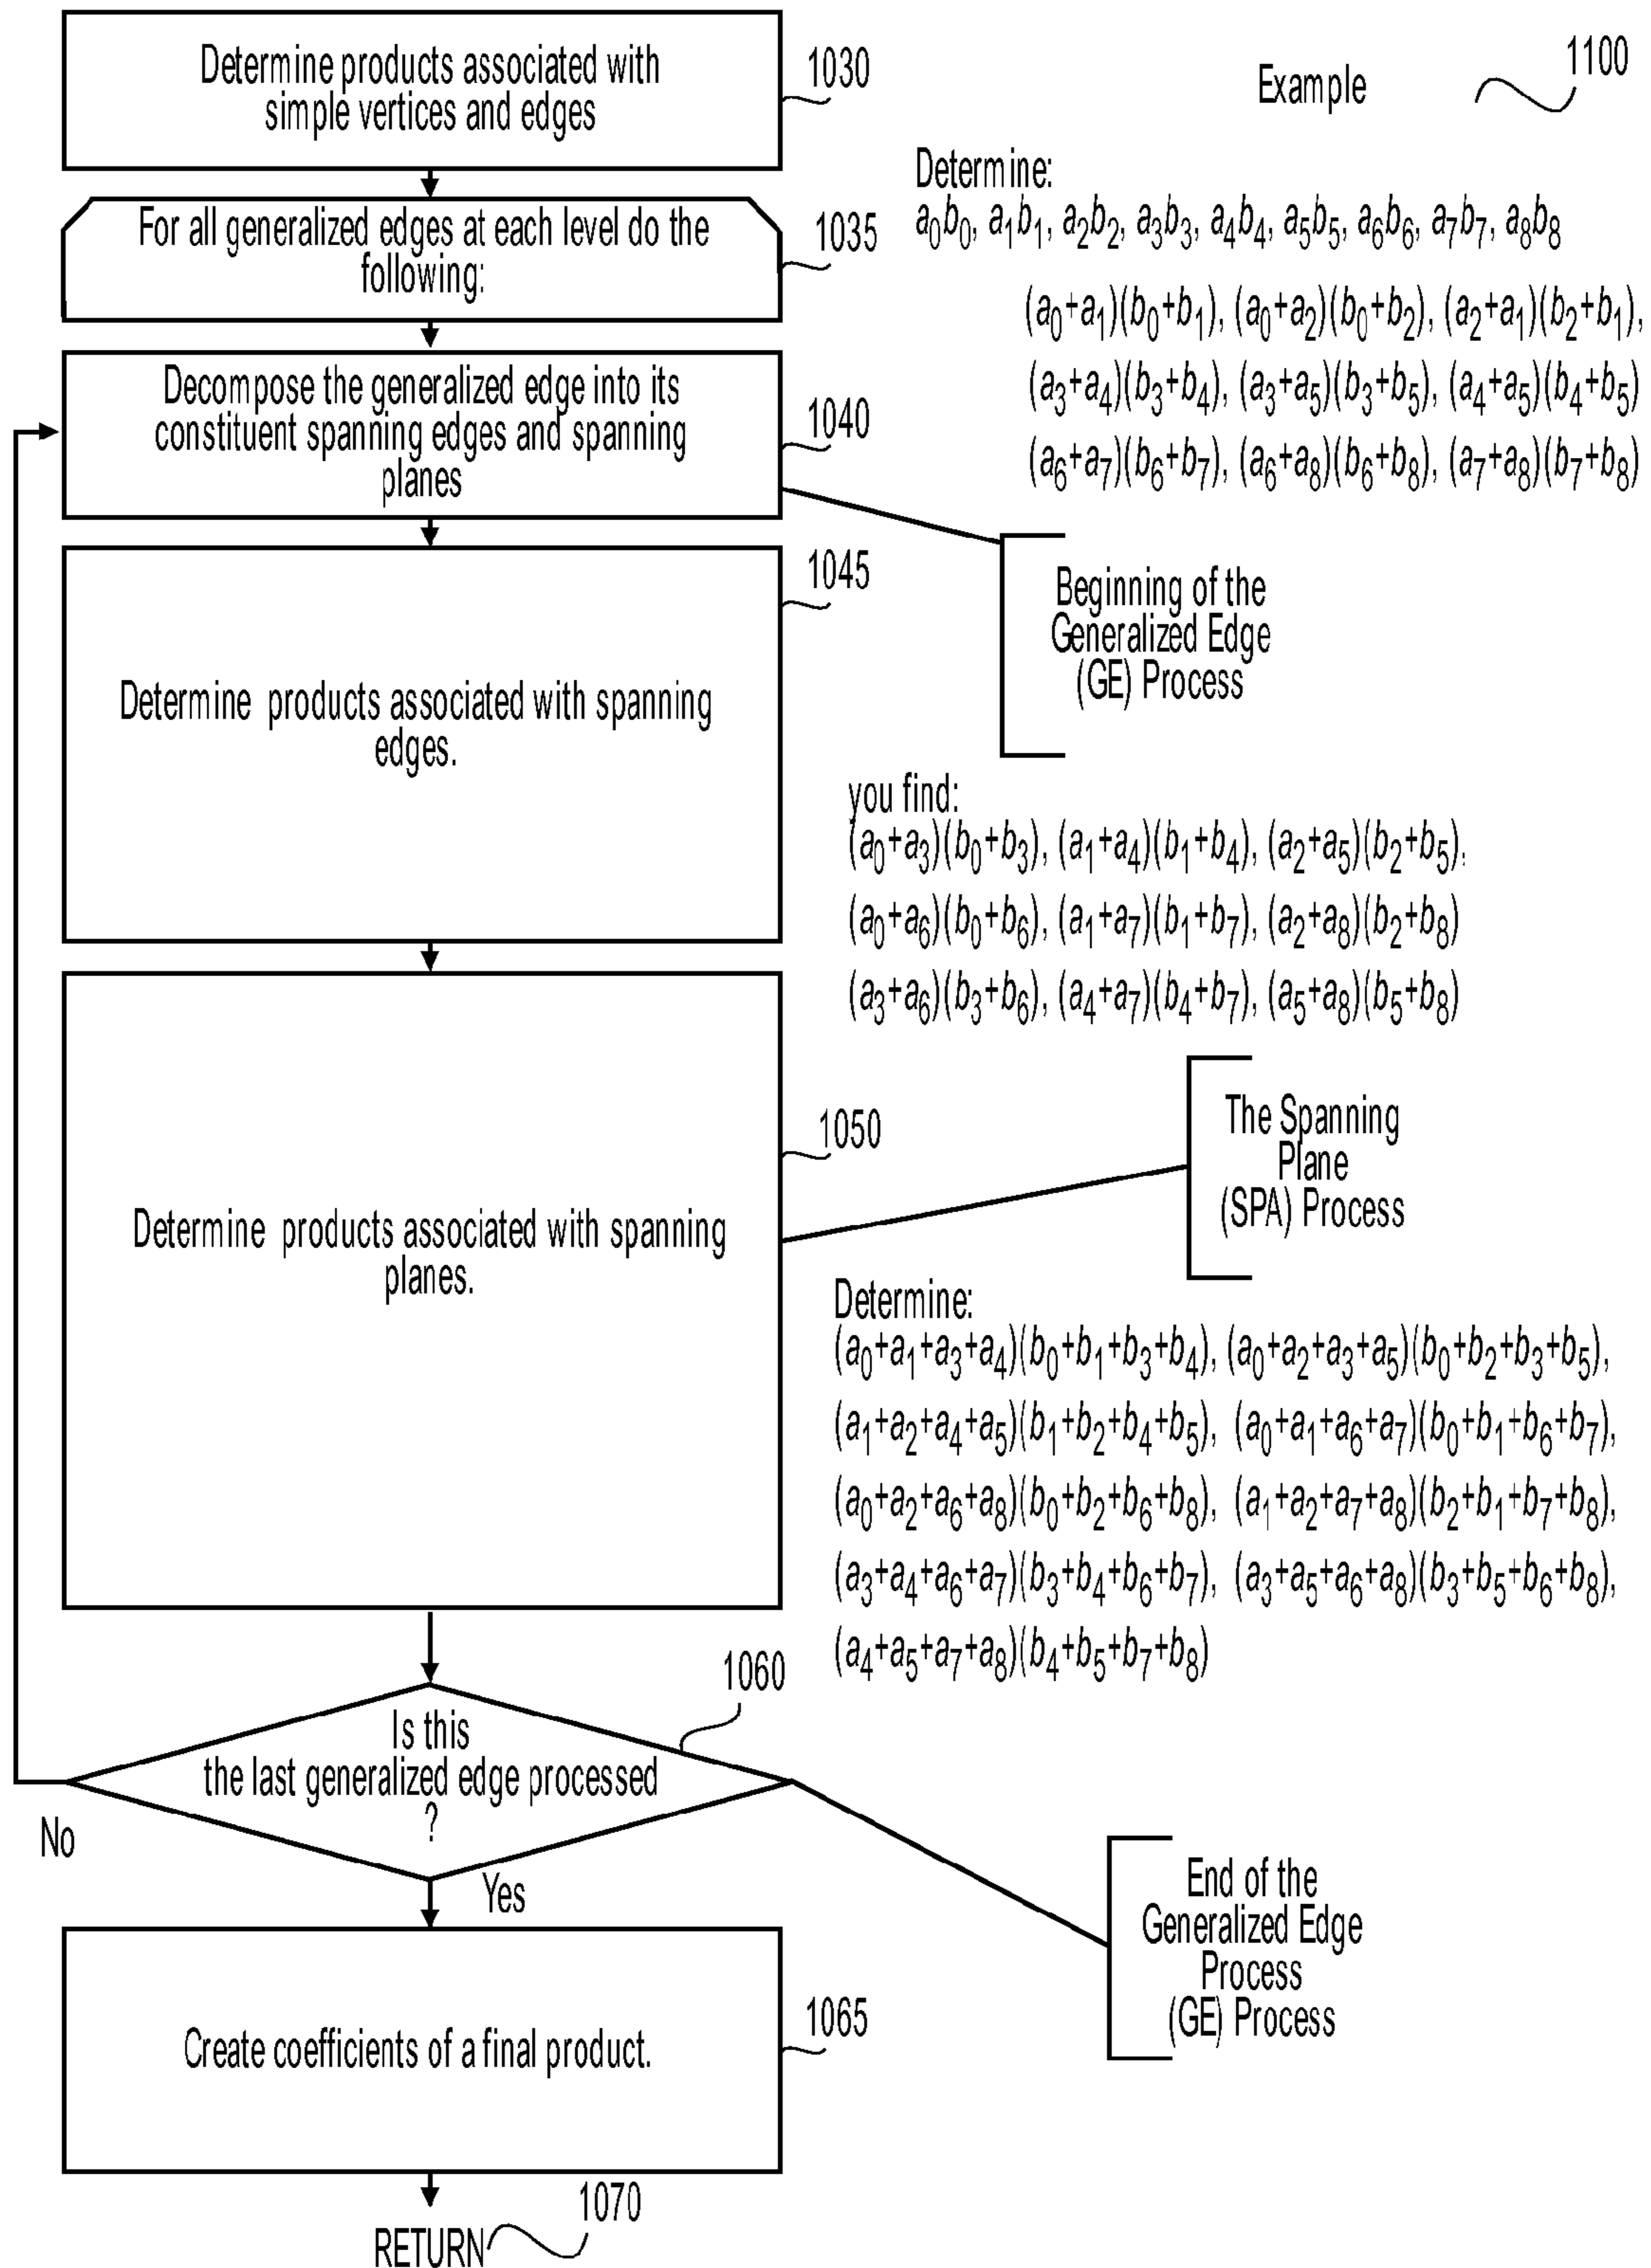 Determine products associated with
simple vertices and edges
1030
Example
1100
For all generalized edges at each level do the
following:
1035
Determine:
a0b0, a1b1, a2b2, a3b3, a4b4, a5b5, a6b6, a7b7, a8b8
(a0+a1)(b0+b1), (a0+a2)(b0+b2), (a2+a1)(b2+b1),
(a3+a4)(b3+b4), (a3+a5)(b3+b5), (a4+a5)(b4+b5)
(a6+a7)(b6+b7), (a6+a8)(b6+b8), (a7+a8)(b7+b8)
Decompose the generalized edge into its
constituent spanning edges and spanning
planes
1040
Beginning of the
Generalized Edge
(GE) Process
1045
Determine products associated with spanning
edges.
you find:
(a0+a3)(b0+b3), (a1+a4)(b1+b4), (a2+a5)(b2+b5),
(a0+a6)(b0+b6), (a1+a7)(b1+b7), (a2+a8)(b2+b8)
(a3+a6)(b3+b6), (a4+a7)(b4+b7), (a5+a8)(b5+b8)
1050
Determine products associated with spanning
planes.
The Spanning
Plane
(SPA) Process
Determine:
(a0+a1+a3+a4)(b0+b1+b3+b4), (a0+a2+a3+a5)(b0+b2+b3+b5),
(a1+a2+a4+a5)(b1+b2+b4+b5), (a0+a1+a6+a7)(b0+b1+b6+b7),
(a0+a2+a6+a8)(b0+b2+b6+b8), (a1+a2+a7+a8)(b2+b1+b7+b8),
(a3+a4+a6+a7)(b3+b4+b6+b7), (a3+a5+a6+a8)(b3+b5+b6+b8),
(a4+a5+a7+a8)(b4+b5+b7+b8)
1060
Is this
the last generalized edge processed
?
No
Yes
End of the
Generalized Edge
Process
(GE) Process
Create coefficients of a final product.
1065
RETURN
1070